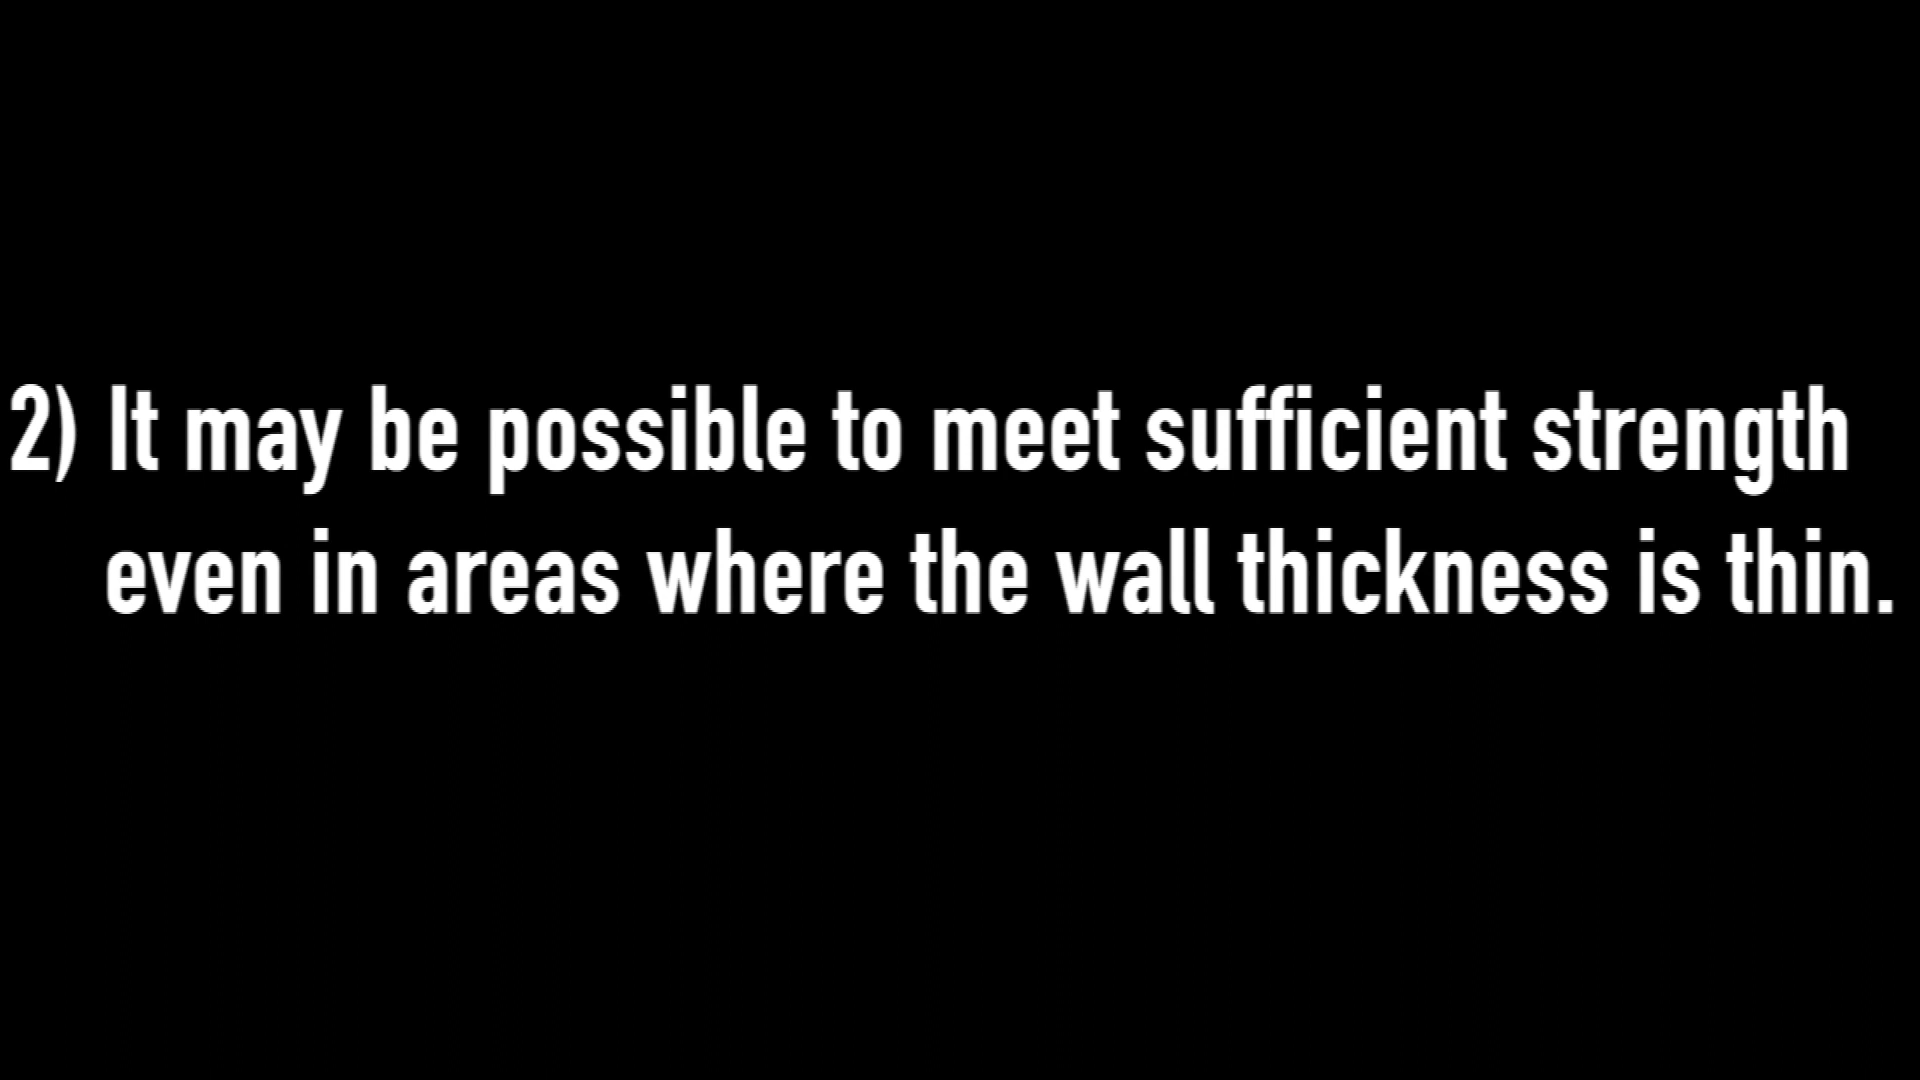 2) It may be possible to meet sufficient strength
even in areas where the wall thickness is thin.